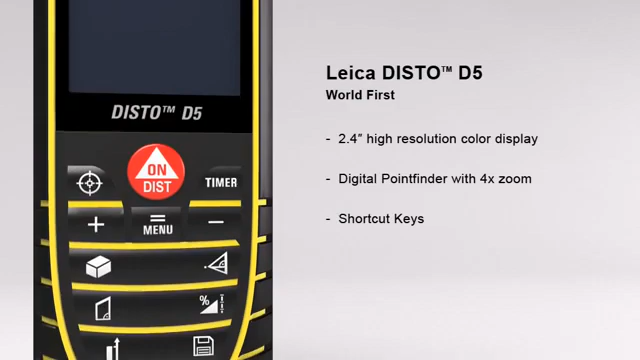 Leica DISTO™ D5
World First
- 2.4″ high resolution color display
- Digital Pointfinder with 4x zoom
- Shortcut Keys
DISTO™ D5
ON
DIST
TIMER
+
MENU
−
%